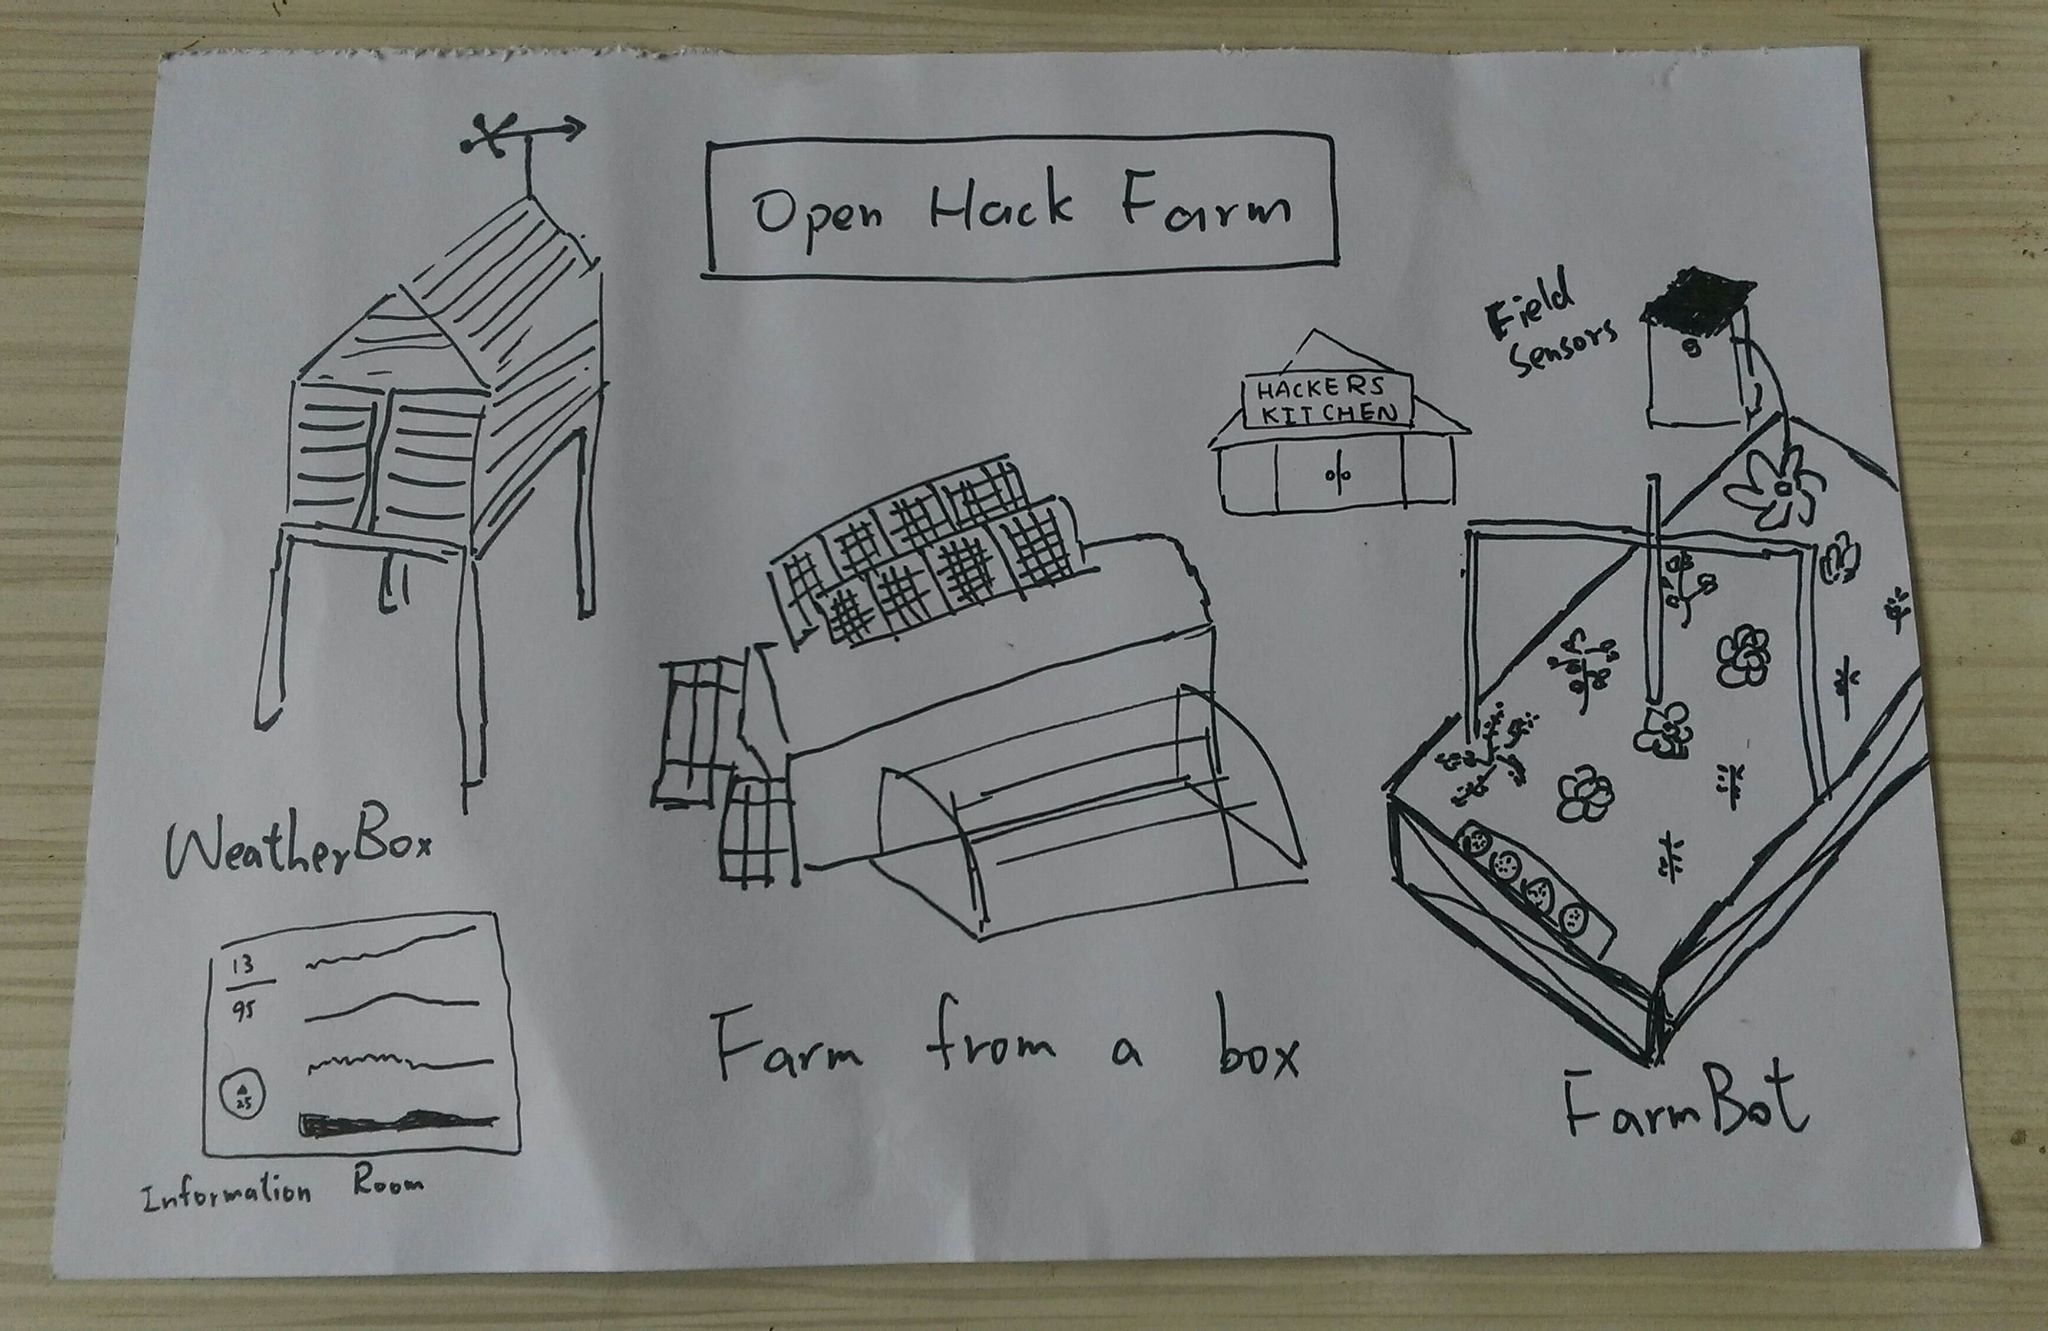 Open Hack Farm
Field
Sensors
HACKERS
KITCHEN
WeatherBox
13
95
25
Information Room
Farm from a box
FarmBot